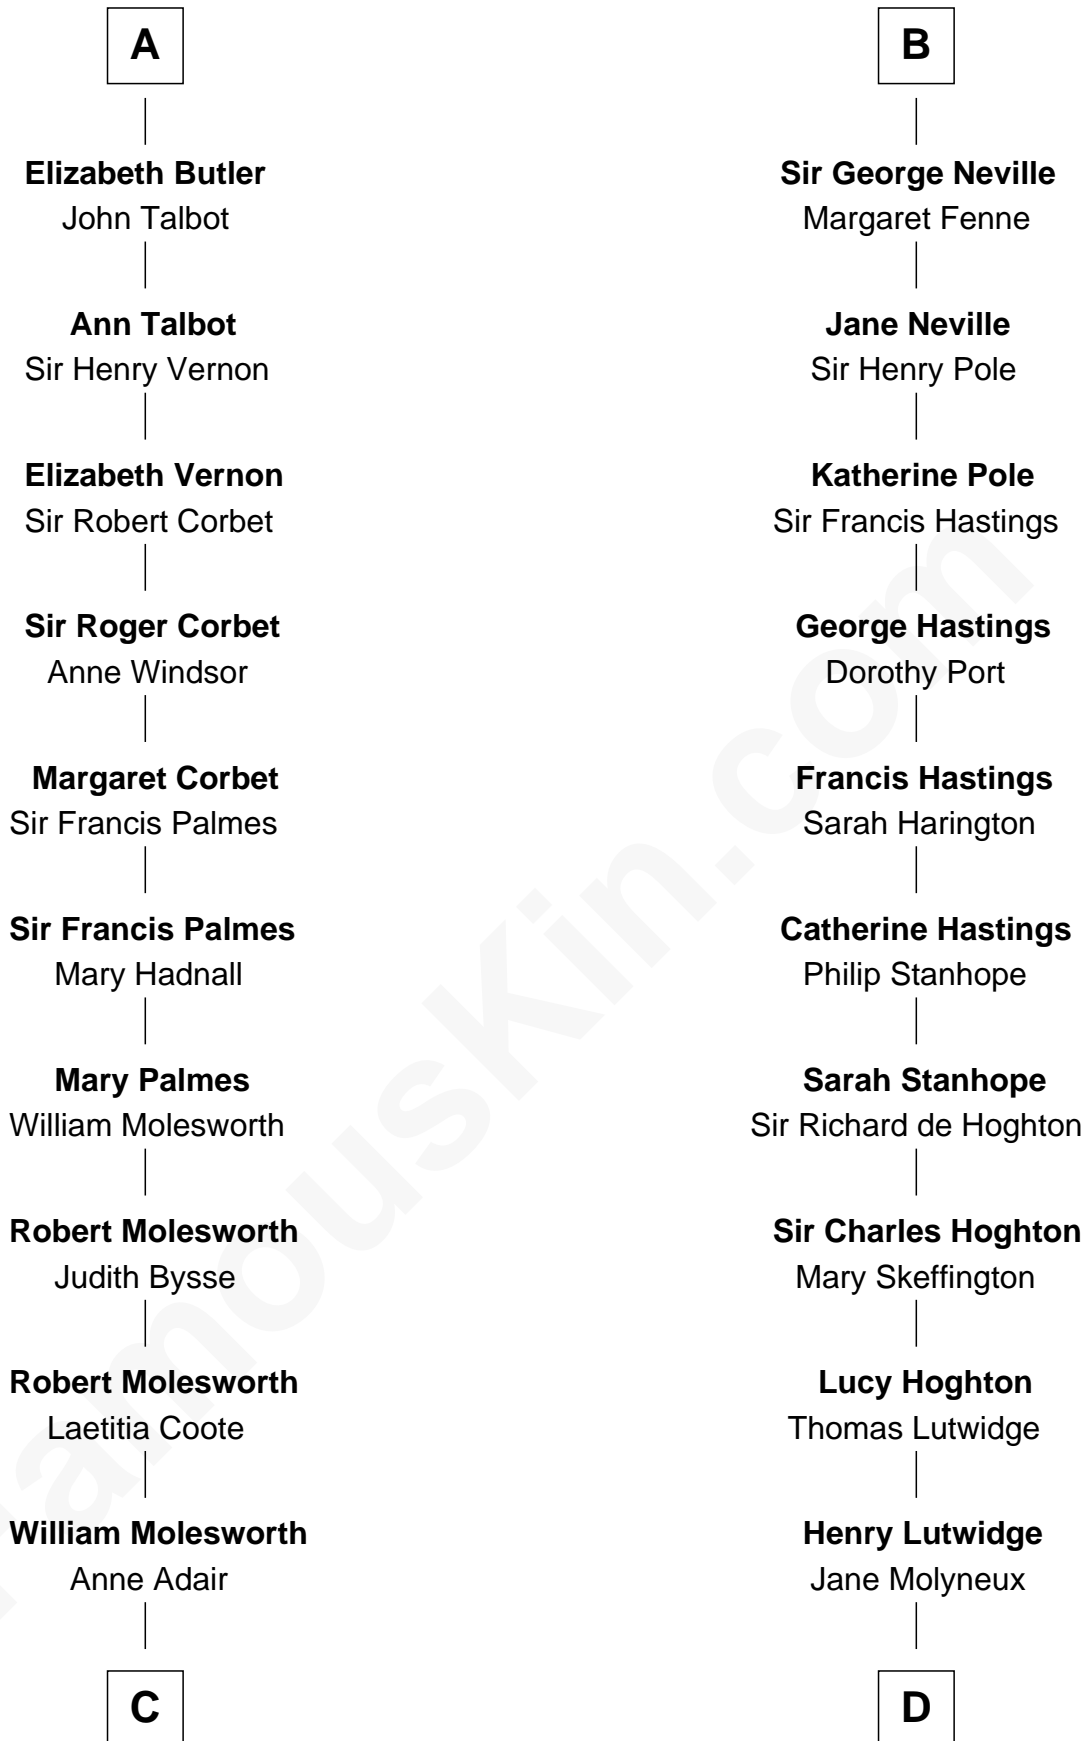 A
Elizabeth Butler
John Talbot
Ann Talbot
Sir Henry Vernon
Elizabeth Vernon
Sir Robert Corbet
Sir Roger Corbet
Anne Windsor
Margaret Corbet
Sir Francis Palmes
Sir Francis Palmes
Mary Hadnall
Mary Palmes
William Molesworth
Robert Molesworth
Judith Bysse
Robert Molesworth
Laetitia Coote
William Molesworth
Anne Adair
C
B
Sir George Neville
Margaret Fenne
Jane Neville
Sir Henry Pole
Katherine Pole
Sir Francis Hastings
George Hastings
Dorothy Port
Francis Hastings
Sarah Harington
Catherine Hastings
Philip Stanhope
Sarah Stanhope
Sir Richard de Hoghton
Sir Charles Hoghton
Mary Skeffington
Lucy Hoghton
Thomas Lutwidge
Henry Lutwidge
Jane Molyneux
D
FamousKin.com